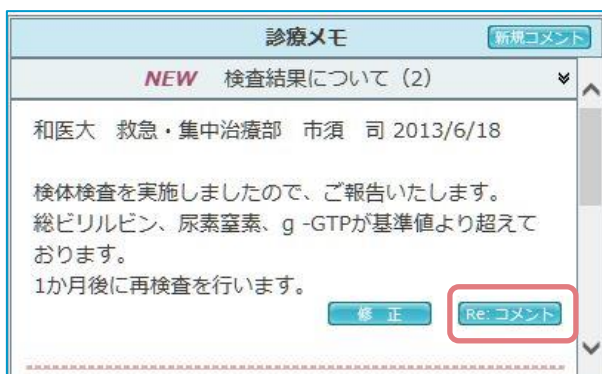 診療メモ 新規コメント
NEW 検査結果について（2）
和医大　救急・集中治療部　市須　司 2013/6/18
検体検査を実施しましたので、ご報告いたします。
総ビリルビン、尿素窒素、g -GTPが基準値より超えて
おります。
1か月後に再検査を行います。
修 正 Re:コメント